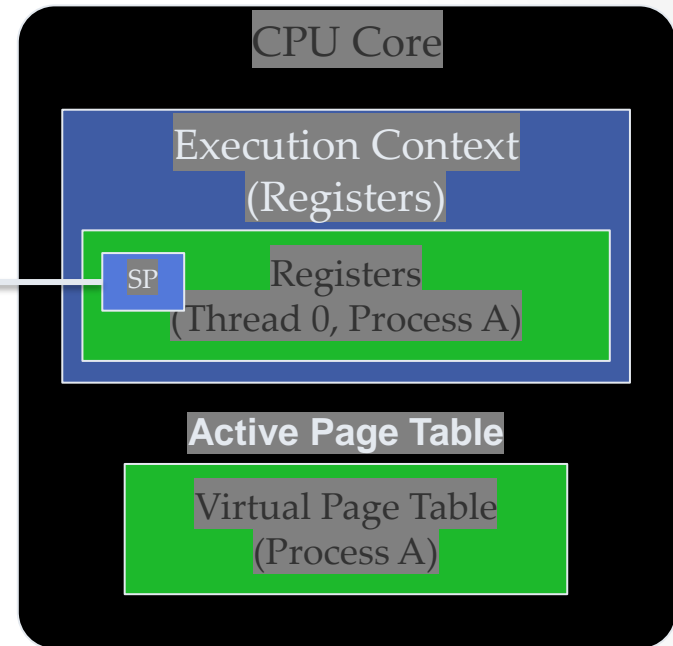 CPU Core
Execution Context
(Registers)
SP
Registers
(Thread 0, Process A)
Active Page Table
Virtual Page Table
(Process A)